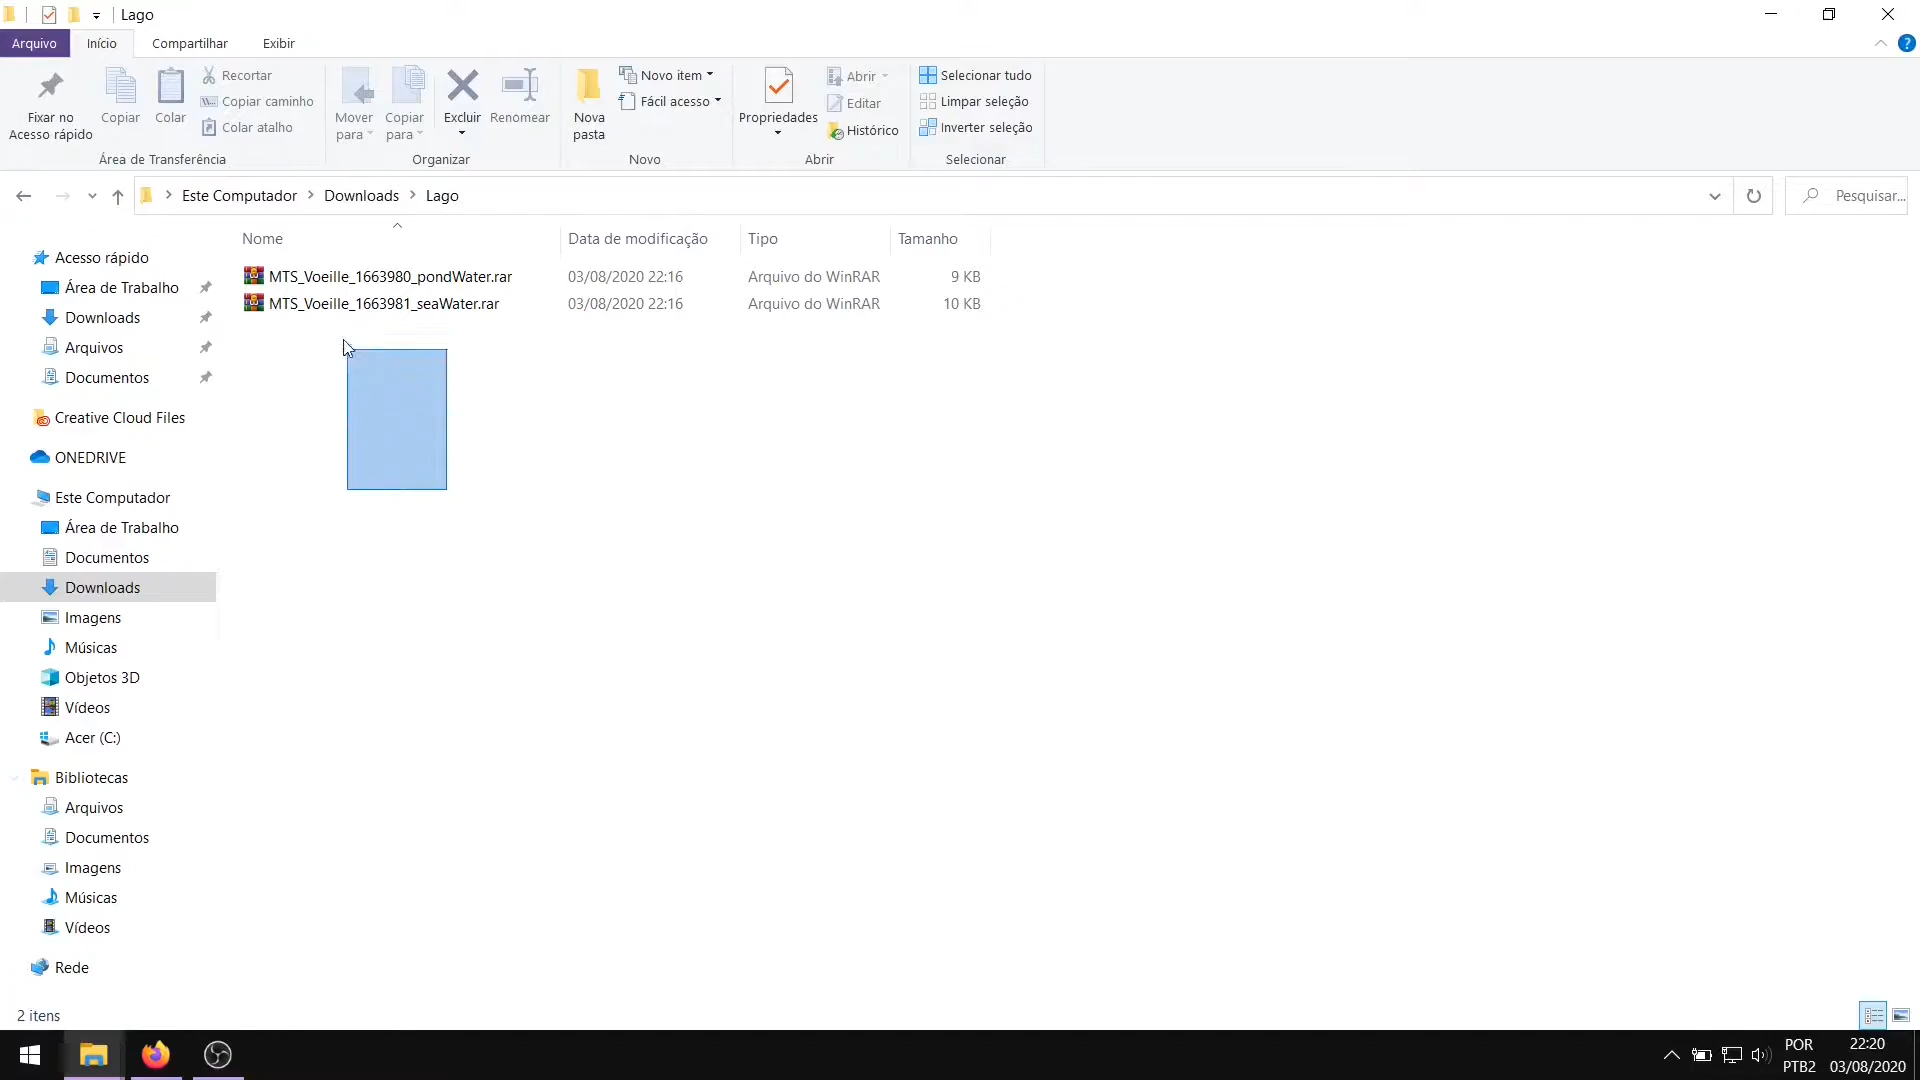 Lago
Arquivo
Início
Compartilhar
Exibir
Fixar no
Acesso rápido
Copiar
Colar
Recortar
Copiar caminho
Colar atalho
Área de Transferência
Mover
para
Copiar
para
Excluir
Renomear
Organizar
Nova
pasta
Novo item
Fácil acesso
Novo
Propriedades
Abrir
Editar
Histórico
Abrir
Selecionar tudo
Limpar seleção
Inverter seleção
Selecionar
Este Computador
Downloads
Lago
Pesquisar...
Nome
Data de modificação
Tipo
Tamanho
MTS_Voeille_1663980_pondWater.rar 03/08/2020 22:16 Arquivo do WinRAR 9 KB
MTS_Voeille_1663981_seaWater.rar 03/08/2020 22:16 Arquivo do WinRAR 10 KB
Acesso rápido
Área de Trabalho
Downloads
Arquivos
Documentos
Creative Cloud Files
ONEDRIVE
Este Computador
Área de Trabalho
Documentos
Downloads
Imagens
Músicas
Objetos 3D
Vídeos
Acer (C:)
Bibliotecas
Arquivos
Documentos
Imagens
Músicas
Vídeos
Rede
2 itens
POR
PTB2
22:20
03/08/2020